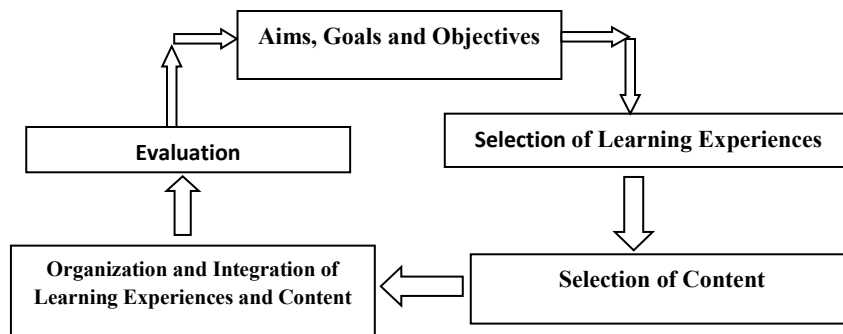 Aims, Goals and Objectives
Selection of Learning Experiences
Evaluation
Organization and Integration of
Learning Experiences and Content
Selection of Content